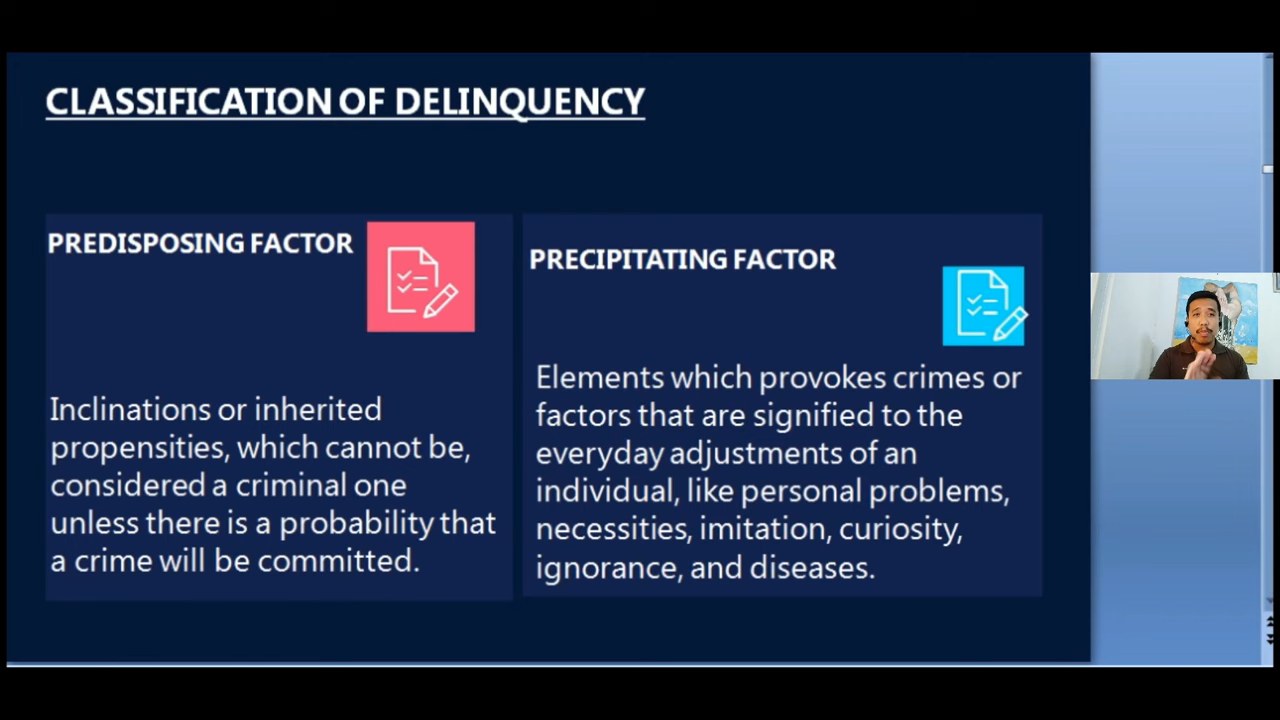 CLASSIFICATION OF DELINQUENCY
PREDISPOSING FACTOR
Inclinations or inherited
propensities, which cannot be,
considered a criminal one
unless there is a probability that
a crime will be committed.
PRECIPITATING FACTOR
Elements which provokes crimes or
factors that are signified to the
everyday adjustments of an
individual, like personal problems,
necessities, imitation, curiosity,
ignorance, and diseases.